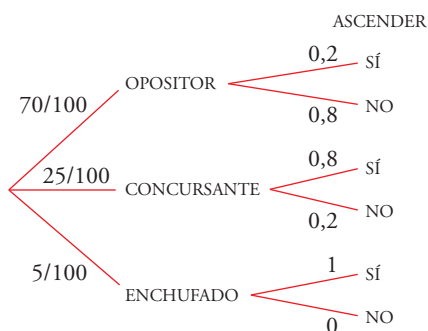 ASCENDER
0,2 SÍ
OPOSITOR
70/100
0,8 NO
0,8 SÍ
25/100 CONCURSANTE
0,2 NO
5/100
1 SÍ
ENCHUFADO
0 NO